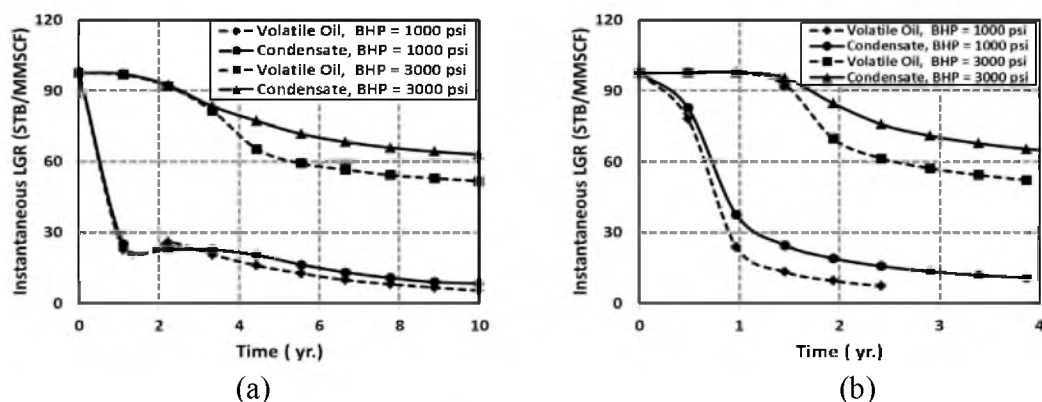 Instantaneous LGR (STB/MMSCF)
120
90
60
30
0
Volatile Oil, BHP = 1000 psi
Condensate, BHP = 1000 psi
Volatile Oil, BHP = 3000 psi
Condensate, BHP = 3000 psi
0 2 4 6 8 10
Time ( yr.)
(a)
Instantaneous LGR (STB/MMSCF)
120
90
60
30
0
Volatile Oil, BHP = 1000 psi
Condensate, BHP = 1000 psi
Volatile Oil, BHP = 3000 psi
Condensate, BHP = 3000 psi
0 1 2 3 4
Time ( yr.)
(b)